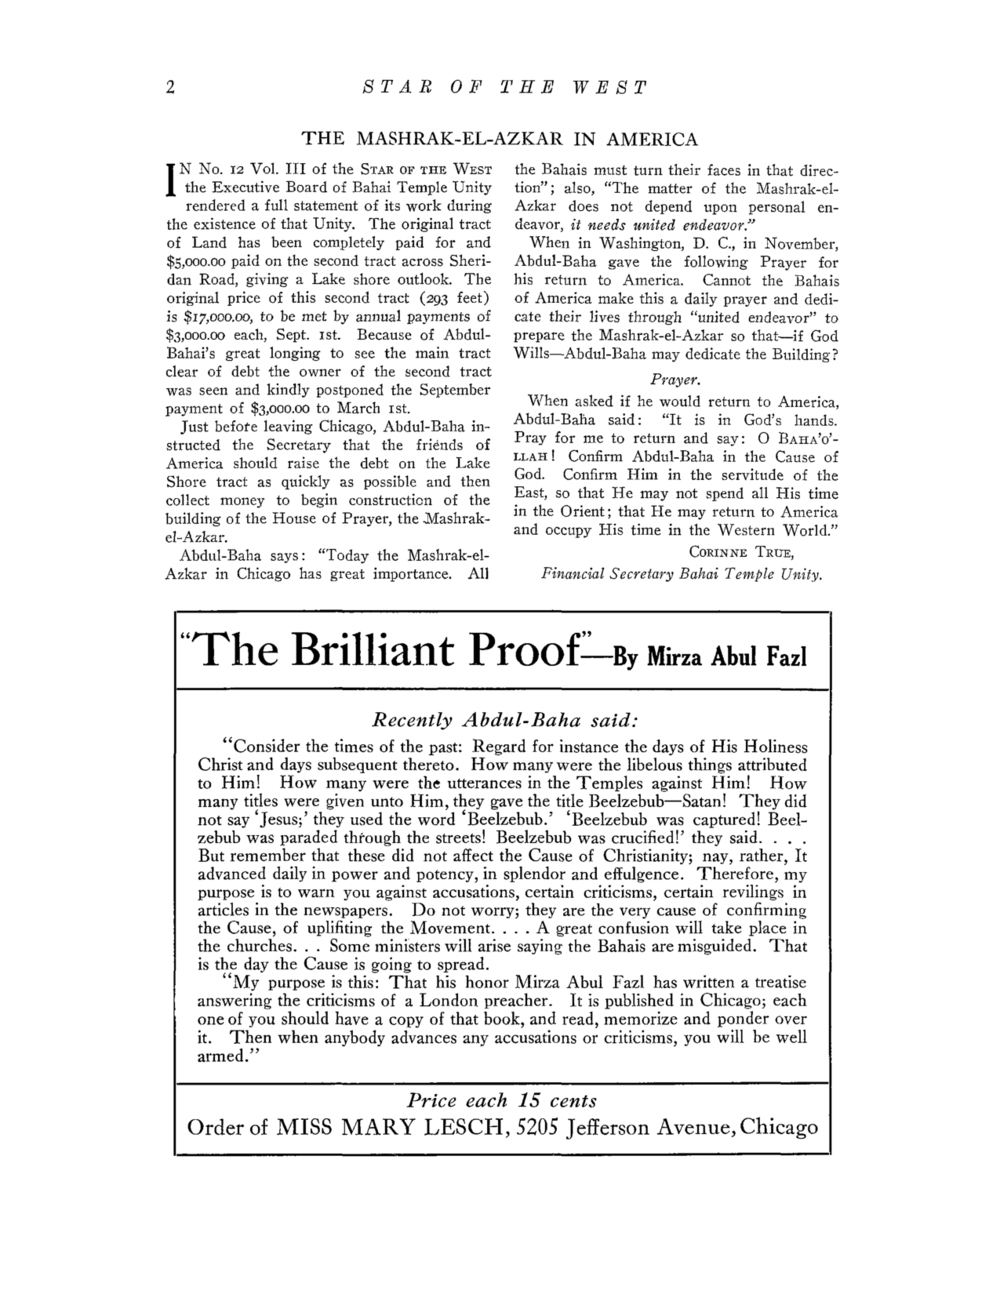 2
STAR OF THE WEST
THE MASHRAK-EL-AZKAR IN AMERICA
IN No. 12 Vol. III of the STAR OF THE WEST
the Executive Board of Bahai Temple Unity
rendered a full statement of its work during
the existence of that Unity. The original tract
of Land has been completely paid for and
$5,000.00 paid on the second tract across Sheri-
dan Road, giving a Lake shore outlook. The
original price of this second tract (293 feet)
is $17,000.00, to be met by annual payments of
$3,000.00 each, Sept. 1st. Because of Abdul-
Bahai's great longing to see the main tract
clear of debt the owner of the second tract
was seen and kindly postponed the September
payment of $3,000.00 to March 1st.
Just before leaving Chicago, Abdul-Baha in-
structed the Secretary that the friends of
America should raise the debt on the Lake
Shore tract as quickly as possible and then
collect money to begin construction of the
building of the House of Prayer, the Mashrak-
el-Azkar.
Abdul-Baha says: "Today the Mashrak-el-
Azkar in Chicago has great importance. All
the Bahais must turn their faces in that direc-
tion"; also, "The matter of the Mashrak-el-
Azkar does not depend upon personal en-
deavor, it needs united endeavor."
When in Washington, D. C., in November,
Abdul-Baha gave the following Prayer for
his return to America. Cannot the Bahais
of America make this a daily prayer and dedi-
cate their lives through "united endeavor" to
prepare the Mashrak-el-Azkar so that—if God
Wills—Abdul-Baha may dedicate the Building?
Prayer.
When asked if he would return to America,
Abdul-Baha said: "It is in God's hands.
Pray for me to return and say: O BAHA'O'-
LLAH! Confirm Abdul-Baha in the Cause of
God. Confirm Him in the servitude of the
East, so that He may not spend all His time
in the Orient; that He may return to America
and occupy His time in the Western World."
CORINNE TRUE,
Financial Secretary Bahai Temple Unity.
"The Brilliant Proof"—By Mirza Abul Fazl
Recently Abdul-Baha said:
"Consider the times of the past: Regard for instance the days of His Holiness
Christ and days subsequent thereto. How many were the libelous things attributed
to Him! How many were the utterances in the Temples against Him! How
many titles were given unto Him, they gave the title Beelzebub—Satan! They did
not say 'Jesus;' they used the word 'Beelzebub.' 'Beelzebub was captured! Beel-
zebub was paraded through the streets! Beelzebub was crucified!' they said. . . .
But remember that these did not affect the Cause of Christianity; nay, rather, It
advanced daily in power and potency, in splendor and effulgence. Therefore, my
purpose is to warn you against accusations, certain criticisms, certain revilings in
articles in the newspapers. Do not worry; they are the very cause of confirming
the Cause, of uplifiting the Movement. . . . A great confusion will take place in
the churches. . . Some ministers will arise saying the Bahais are misguided. That
is the day the Cause is going to spread.
"My purpose is this: That his honor Mirza Abul Fazl has written a treatise
answering the criticisms of a London preacher. It is published in Chicago; each
one of you should have a copy of that book, and read, memorize and ponder over
it. Then when anybody advances any accusations or criticisms, you will be well
armed."
Price each 15 cents
Order of MISS MARY LESCH, 5205 Jefferson Avenue, Chicago